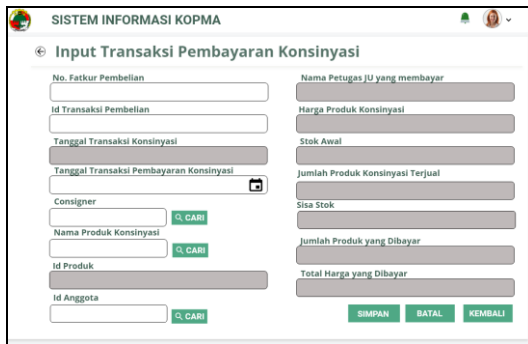 SISTEM INFORMASI KOPMA
Input Transaksi Pembayaran Konsinyasi
No. Fatkur Pembelian
Id Transaksi Pembelian
Tanggal Transaksi Konsinyasi
Tanggal Transaksi Pembayaran Konsinyasi
Consigner
CARI
Nama Produk Konsinyasi
CARI
Id Produk
Id Anggota
CARI
Nama Petugas JU yang membayar
Harga Produk Konsinyasi
Stok Awal
Jumlah Produk Konsinyasi Terjual
Sisa Stok
Jumlah Produk yang Dibayar
Total Harga yang Dibayar
SIMPAN BATAL KEMBALI